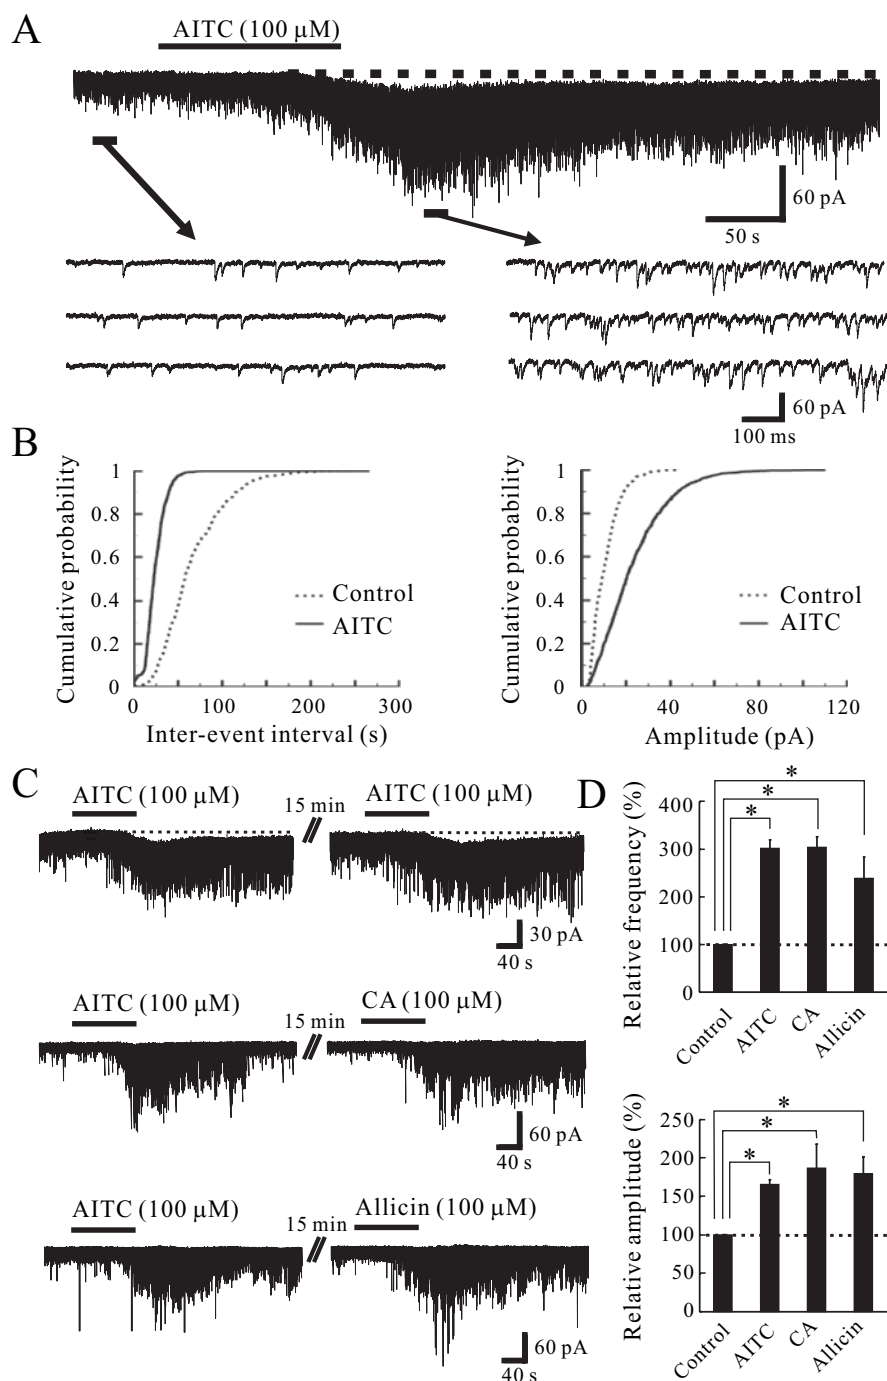 A
AITC (100 μM)
60 pA
50 s
60 pA
100 ms
B
Cumulative probability
1
0.8
0.6
0.4
0.2
0
Control
AITC
0 100 200 300
Inter-event interval (s)
Cumulative probability
1
0.8
0.6
0.4
0.2
0
Control
AITC
0 40 80 120
Amplitude (pA)
C
AITC (100 μM)
15 min
AITC (100 μM)
30 pA
40 s
AITC (100 μM)
15 min
CA (100 μM)
60 pA
40 s
AITC (100 μM)
15 min
Allicin (100 μM)
60 pA
40 s
D
Relative frequency (%)
400
300
200
100
0
*
*
*
Control
AITC
CA
Allicin
Relative amplitude (%)
250
200
150
100
50
0
*
*
*
Control
AITC
CA
Allicin